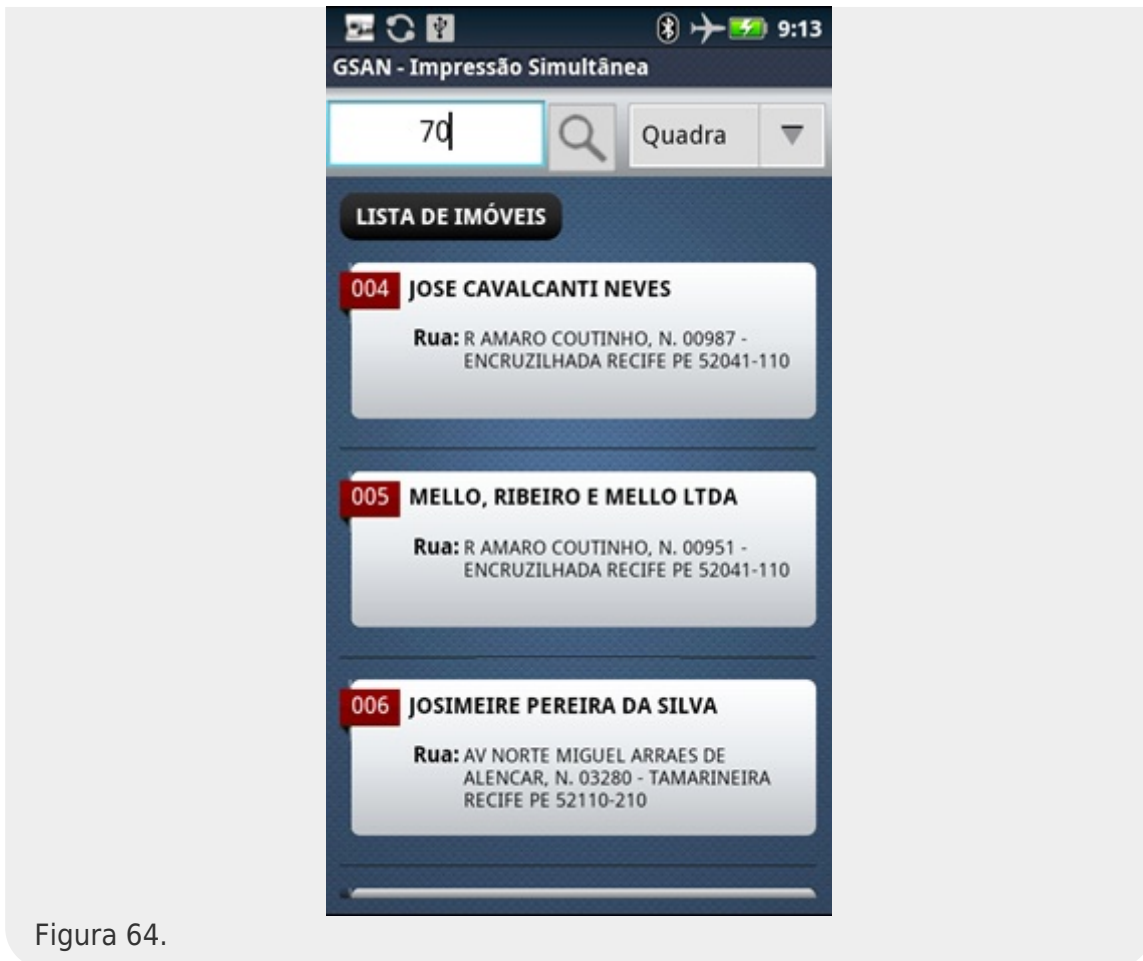 9:13
GSAN - Impressão Simultânea
70
Quadra
LISTA DE IMÓVEIS
004 JOSE CAVALCANTI NEVES
Rua: R AMARO COUTINHO, N. 00987 -
ENCRUZILHADA RECIFE PE 52041-110
005 MELLO, RIBEIRO E MELLO LTDA
Rua: R AMARO COUTINHO, N. 00951 -
ENCRUZILHADA RECIFE PE 52041-110
006 JOSIMEIRE PEREIRA DA SILVA
Rua: AV NORTE MIGUEL ARRAES DE
ALENCAR, N. 03280 - TAMARINEIRA
RECIFE PE 52110-210
Figura 64.